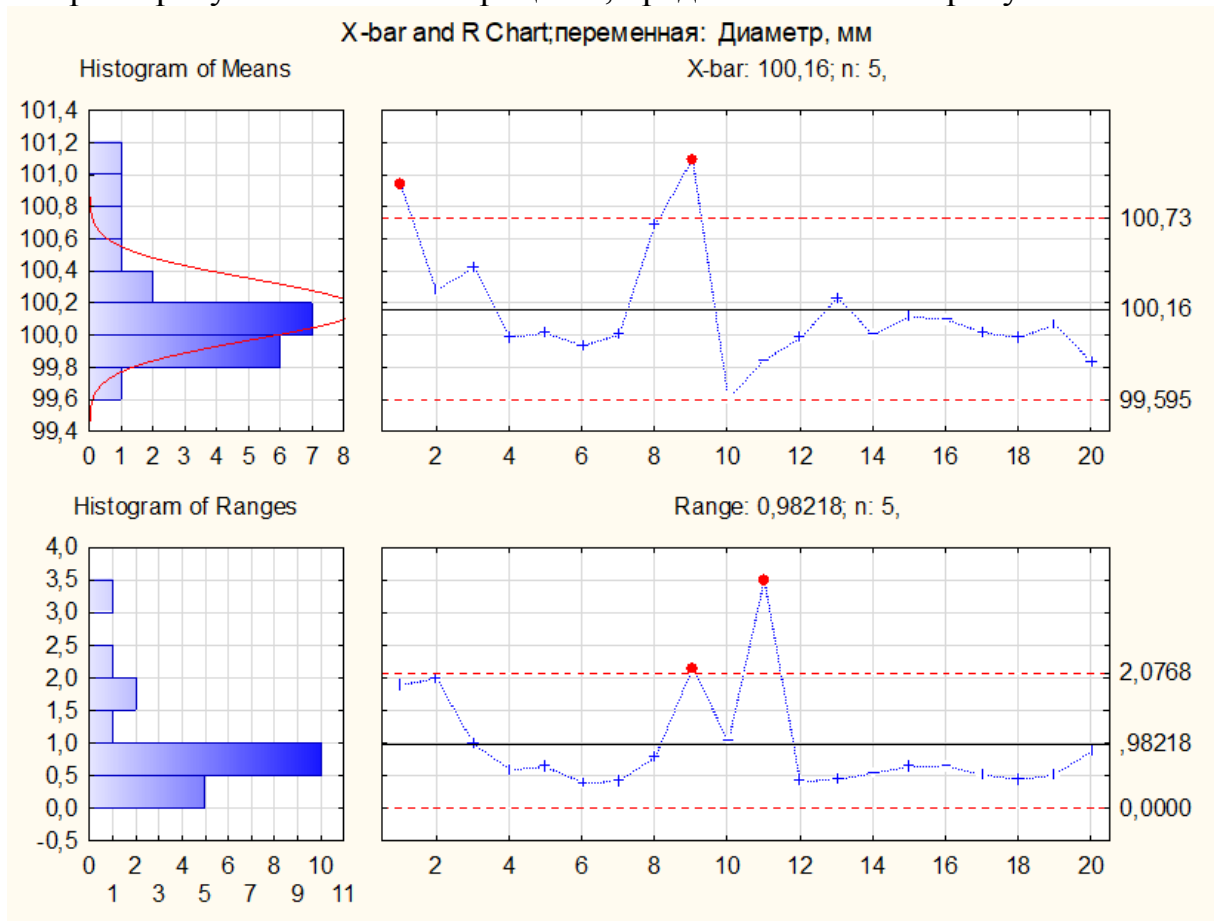 X-bar and R Chart;переменная: Диаметр, мм
Histogram of Means
X-bar: 100,16; n: 5,
101,4
101,2
101,0
100,8
100,6
100,4
100,2
100,0
99,8
99,6
99,4
0 1 2 3 4 5 6 7 8
100,73
100,16
99,595
2 4 6 8 10 12 14 16 18 20
Histogram of Ranges
Range: 0,98218; n: 5,
4,0
3,5
3,0
2,5
2,0
1,5
1,0
0,5
0,0
-0,5
0 2 4 6 8 10
1 3 5 7 9 11
2,0768
,98218
0,0000
2 4 6 8 10 12 14 16 18 20